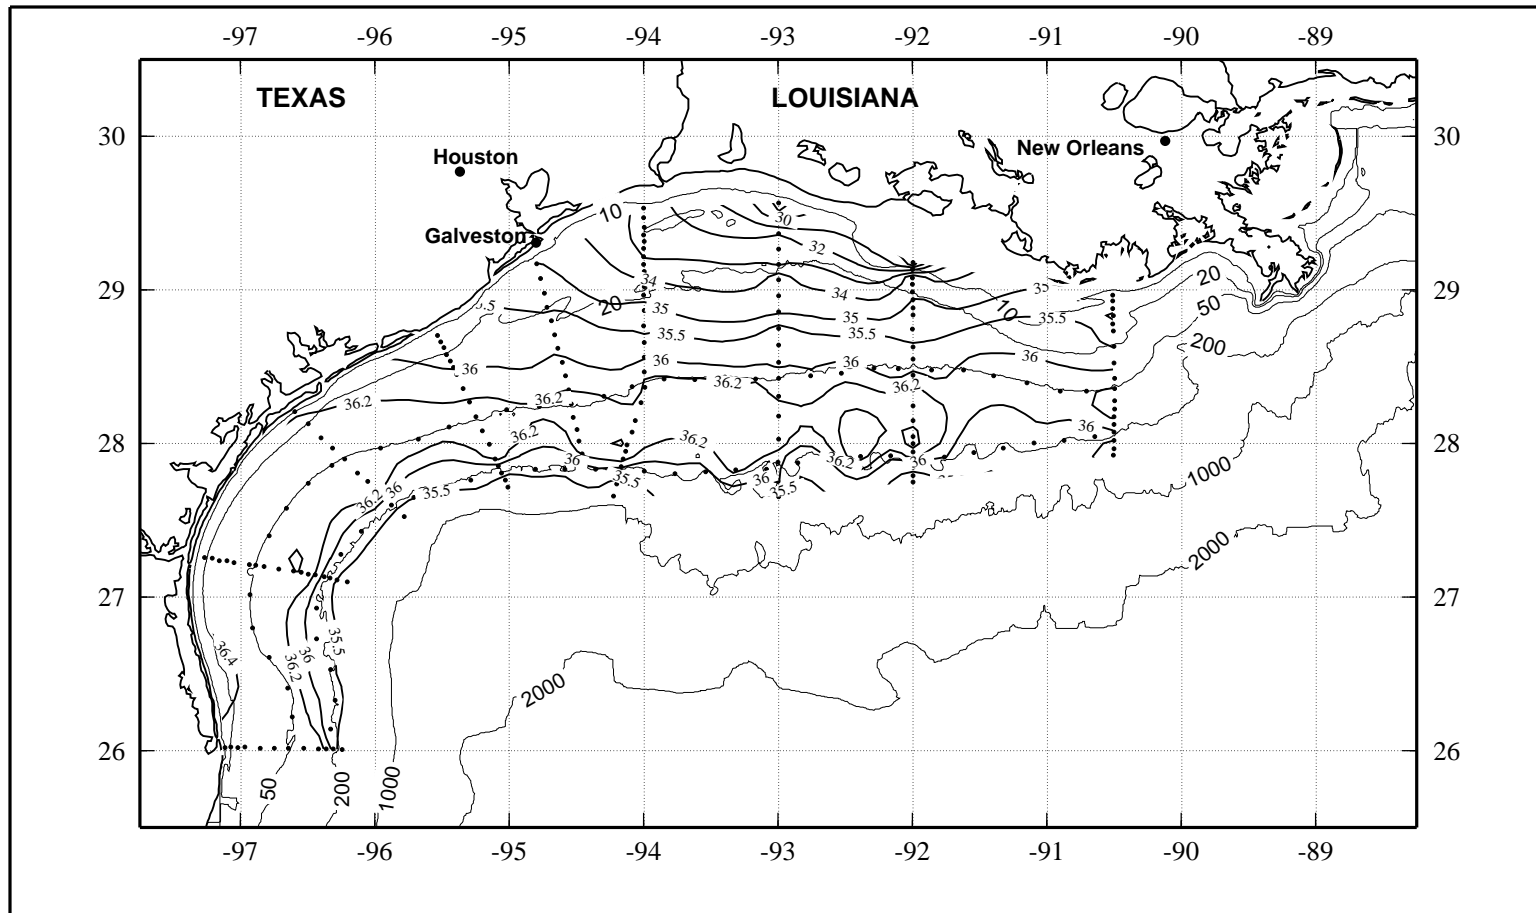 -97 -96 -95 -94 -93 -92 -91 -90 -89
TEXAS LOUISIANA
30 30
Houston New Orleans
10 30
Galveston 32
20
29 34 34 35 29
20 10 50
35.5 35 35 35.5
35.5 35.5 200
36 36 36 36
36.2 36.2 36.2 36.2
36.2 36.2 36
28 28
36 36.2 36
36.2 36 35.5 35.5 36 35.5 1000
2000
27 27
36.4 36.2 36 35.5
2000
26 26
50 200 1000
-97 -96 -95 -94 -93 -92 -91 -90 -89